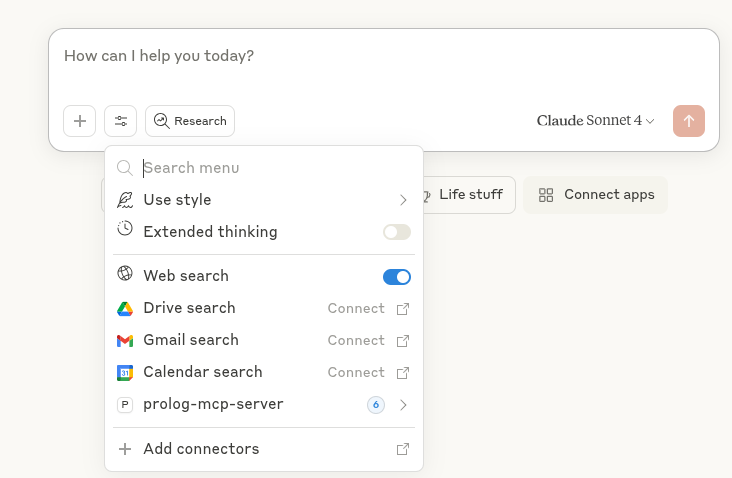 How can I help you today?
Research
Claude Sonnet 4
Search menu
Use style
Life stuff
Connect apps
Extended thinking
Web search
Drive search Connect
Gmail search Connect
31
Calendar search Connect
P prolog-mcp-server 6
Add connectors